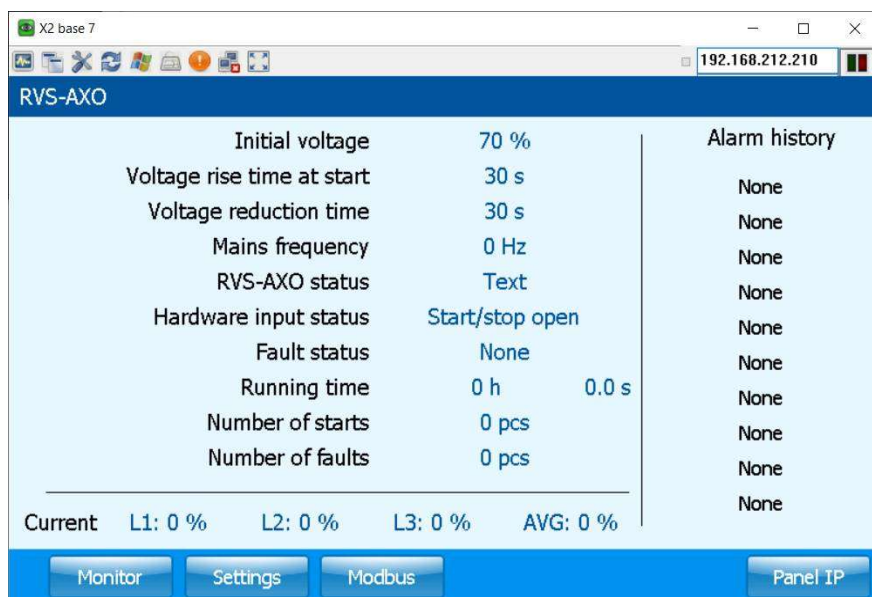 X2 base 7
192.168.212.210
RVS-AXO
Initial voltage 70 %
Voltage rise time at start 30 s
Voltage reduction time 30 s
Mains frequency 0 Hz
RVS-AXO status Text
Hardware input status Start/stop open
Fault status None
Running time 0 h 0.0 s
Number of starts 0 pcs
Number of faults 0 pcs
Current L1: 0 % L2: 0 % L3: 0 % AVG: 0 %
Alarm history
None
None
None
None
None
None
None
None
None
None
Monitor Settings Modbus Panel IP